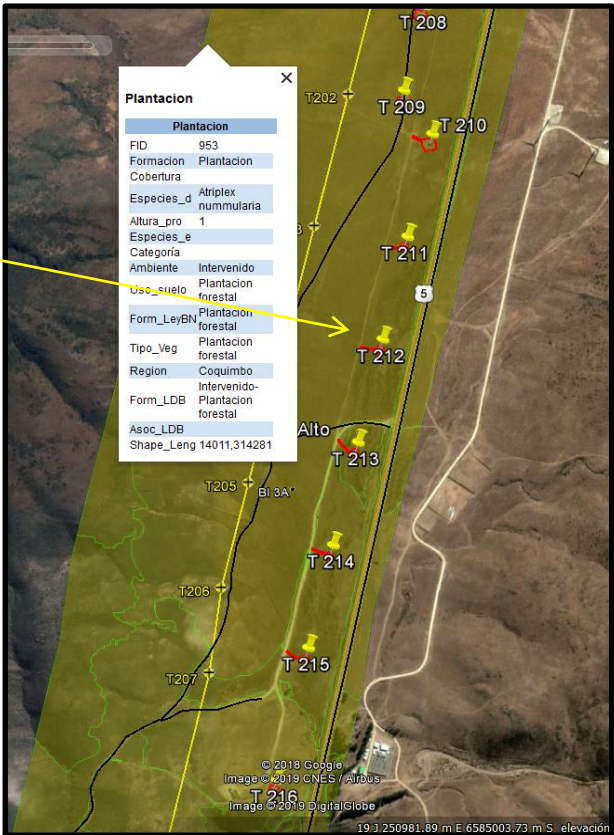 T 208
T202
T 209
T 210
Plantacion
Plantacion
FID 953
Formacion Plantacion
Cobertura
Especies_d Atriplex
nummularia
Altura_pro 1
Especies_e
Categoría
Ambiente Intervenido
Uso_suelo Plantacion
forestal
Form_LeyBN Plantacion
forestal
Tipo_Veg Plantacion
forestal
Region Coquimbo
Form_LDB Intervenido-
Plantacion
forestal
Asoc_LDB
Shape_Leng 14011,314281
T 211
5
T 212
Alto
T 213
T205
BI 3A*
T 214
T206
T 215
T207
© 2018 Google
Image © 2019 CNES / Airbus
T 216
Image © 2019 DigitalGlobe
19 J 250981.89 m E 6585003.73 m S elevació